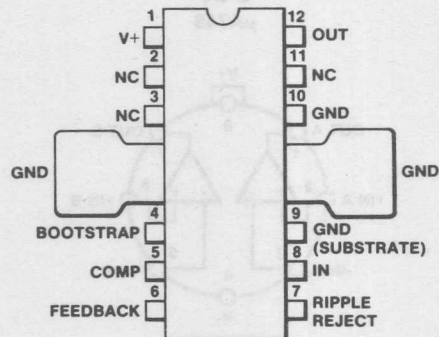 1 12
V+ OUT
2 11
NC NC
3 10
NC GND
GND GND
4 9
BOOTSTRAP GND
(SUBSTRATE)
5 8
COMP IN
6 7
FEEDBACK RIPPLE
REJECT